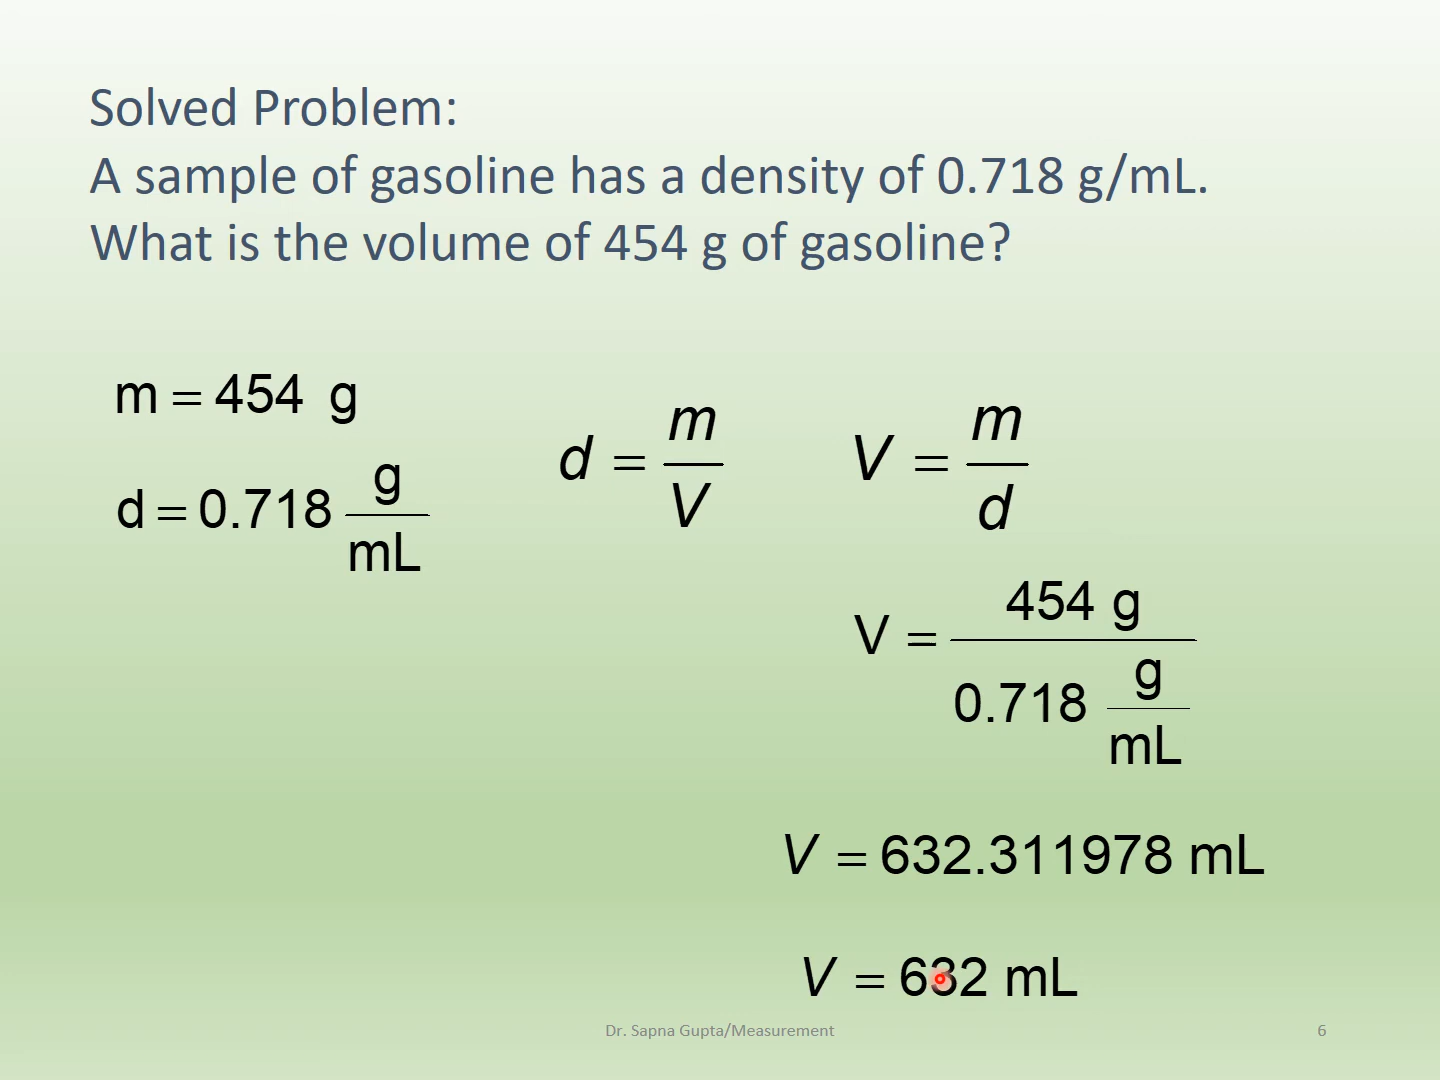 Solved Problem:
A sample of gasoline has a density of 0.718 g/mL.
What is the volume of 454 g of gasoline?
m = 454 g
d = 0.718 g/mL
d = m/V
V = m/d
V = 454 g / 0.718 g/mL
V = 632.311978 mL
V = 632 mL
Dr. Sapna Gupta/Measurement
6